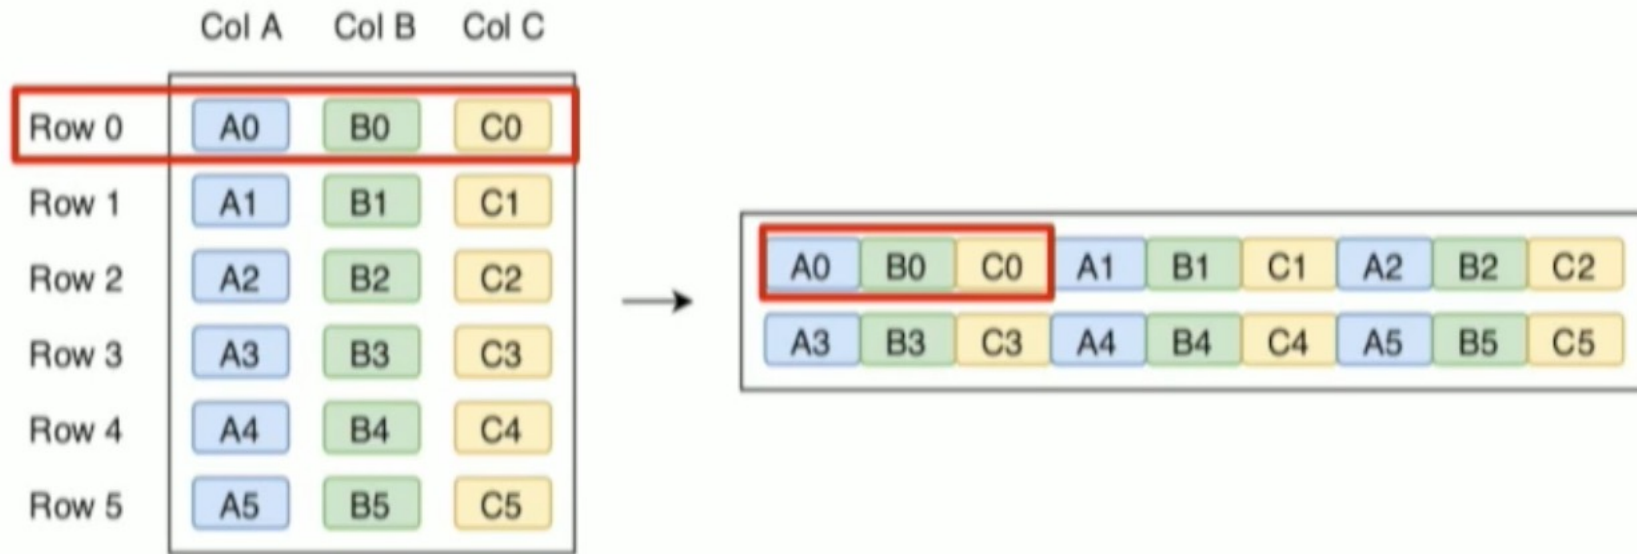 Col A Col B Col C
Row 0 A0 B0 C0
Row 1 A1 B1 C1
Row 2 A2 B2 C2
Row 3 A3 B3 C3
Row 4 A4 B4 C4
Row 5 A5 B5 C5
A0 B0 C0 A1 B1 C1 A2 B2 C2
A3 B3 C3 A4 B4 C4 A5 B5 C5